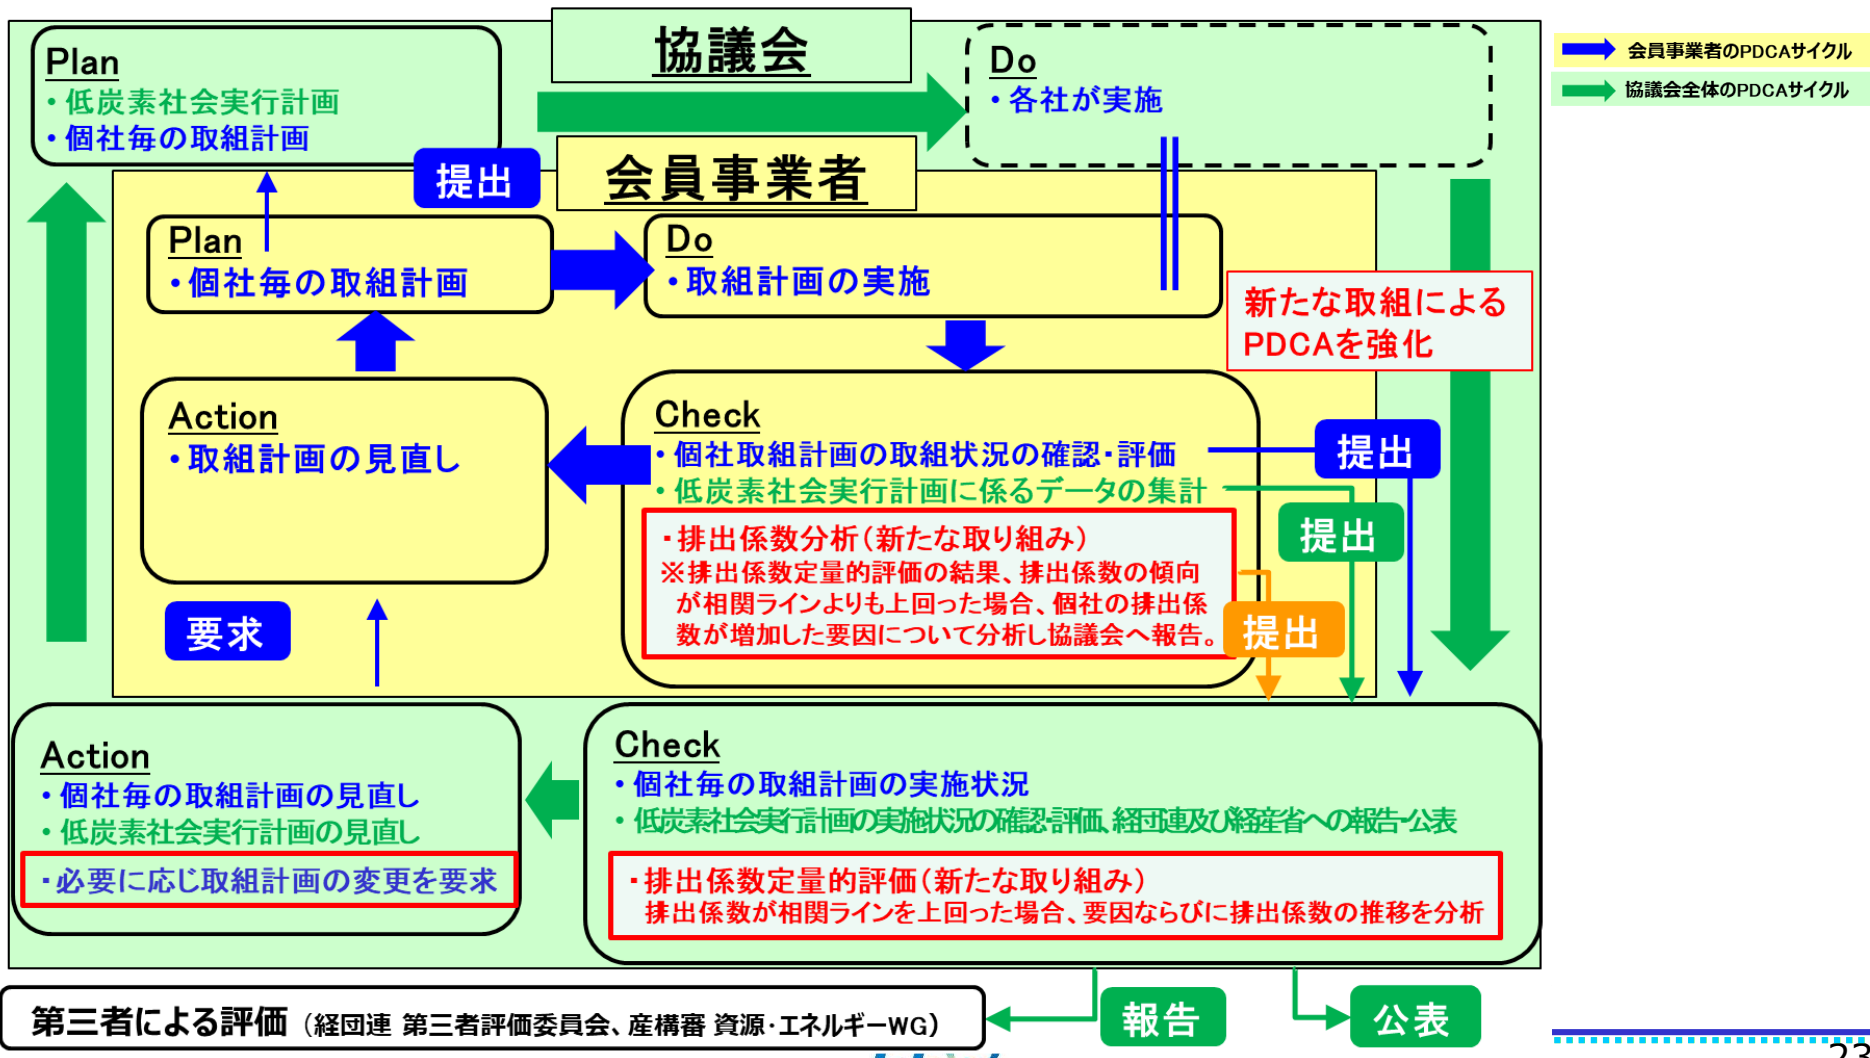 協議会
Plan
・低炭素社会実行計画
・個社毎の取組計画
Do
・各社が実施
会員事業者のPDCAサイクル
協議会全体のPDCAサイクル
提出
会員事業者
Plan
・個社毎の取組計画
Do
・取組計画の実施
新たな取組による
PDCAを強化
Action
・取組計画の見直し
Check
・個社取組計画の取組状況の確認・評価
・低炭素社会実行計画に係るデータの集計
・排出係数分析(新たな取り組み)
※排出係数定量的評価の結果、排出係数の傾向
が相関ラインよりも上回った場合、個社の排出係
数が増加した要因について分析し協議会へ報告。
提出
提出
提出
要求
Action
・個社毎の取組計画の見直し
・低炭素社会実行計画の見直し
・必要に応じ取組計画の変更を要求
Check
・個社毎の取組計画の実施状況
・低炭素社会実行計画の実施状況の確認・評価、経団連及び経産省への報告・公表
・排出係数定量的評価(新たな取り組み)
排出係数が相関ラインを上回った場合、要因ならびに排出係数の推移を分析
第三者による評価 (経団連 第三者評価委員会、産構審 資源・エネルギーWG)
報告
公表
23